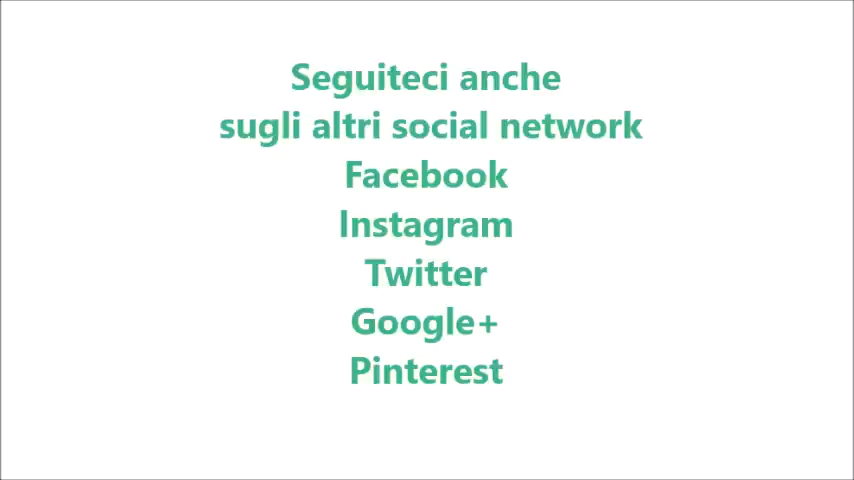 Seguiteci anche
sugli altri social network
Facebook
Instagram
Twitter
Google+
Pinterest